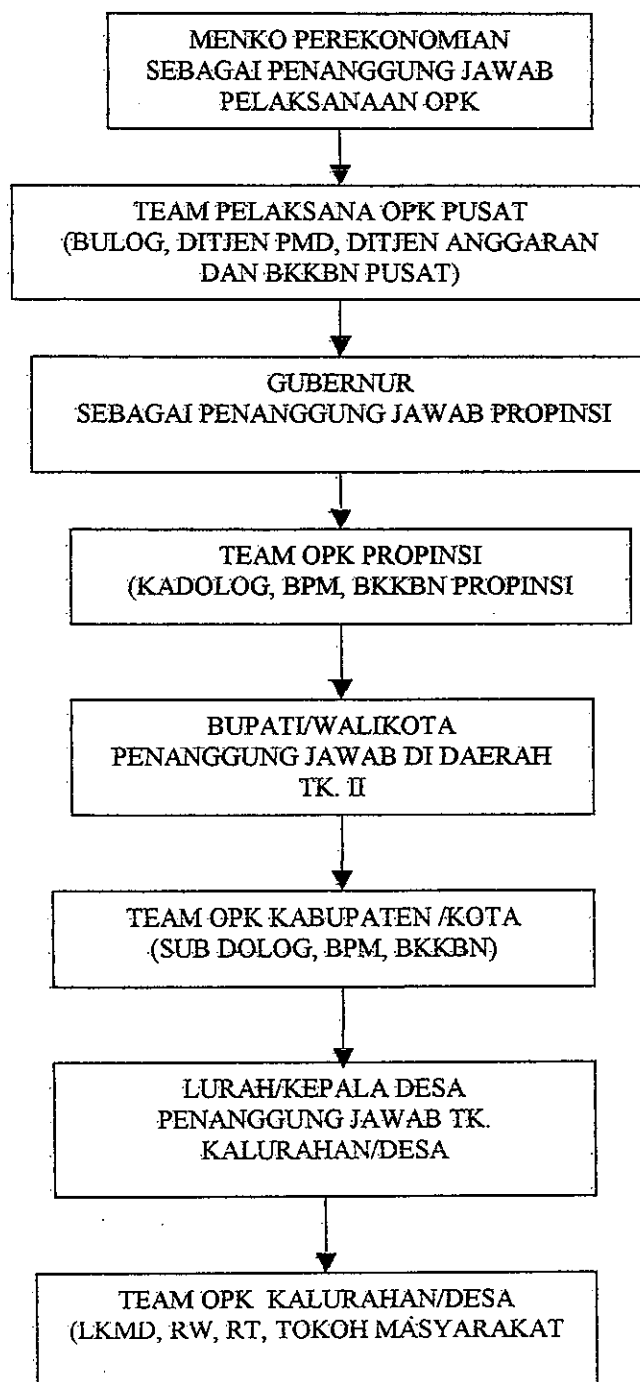 MENKO PEREKONOMIAN
SEBAGAI PENANGGUNG JAWAB
PELAKSANAAN OPK
TEAM PELAKSANA OPK PUSAT
(BULOG, DITJEN PMD, DITJEN ANGGARAN
DAN BKKBN PUSAT)
GUBERNUR
SEBAGAI PENANGGUNG JAWAB PROPINSI
TEAM OPK PROPINSI
(KADOLOG, BPM, BKKBN PROPINSI
BUPATI/WALIKOTA
PENANGGUNG JAWAB DI DAERAH
TK. II
TEAM OPK KABUPATEN /KOTA
(SUB DOLOG, BPM, BKKBN)
LURAH/KEPALA DESA
PENANGGUNG JAWAB TK.
KALURAHAN/DESA
TEAM OPK KALURAHAN/DESA
(LKMD, RW, RT, TOKOH MASYARAKAT